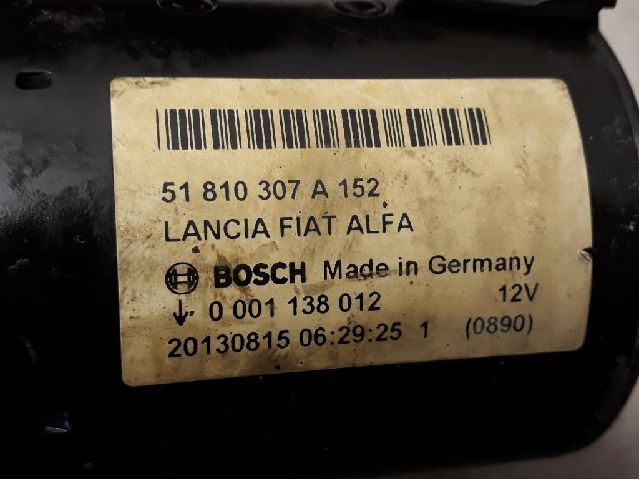 51 810 307 A 152
LANCIA FIAT ALFA
BOSCH Made in Germany
0 001 138 012 12V
20130815 06:29:25 1 (0890)